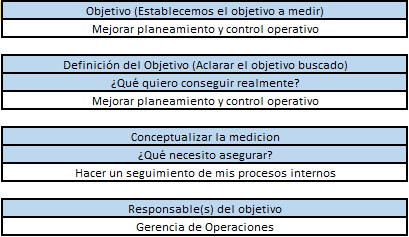 Objetivo (Establecemos el objetivo a medir)
Mejorar planeamiento y control operativo
Definición del Objetivo (Aclarar el objetivo buscado)
¿Qué quiero conseguir realmente?
Mejorar planeamiento y control operativo
Conceptualizar la medicion
¿Qué necesito asegurar?
Hacer un seguimiento de mis procesos internos
Responsable(s) del objetivo
Gerencia de Operaciones